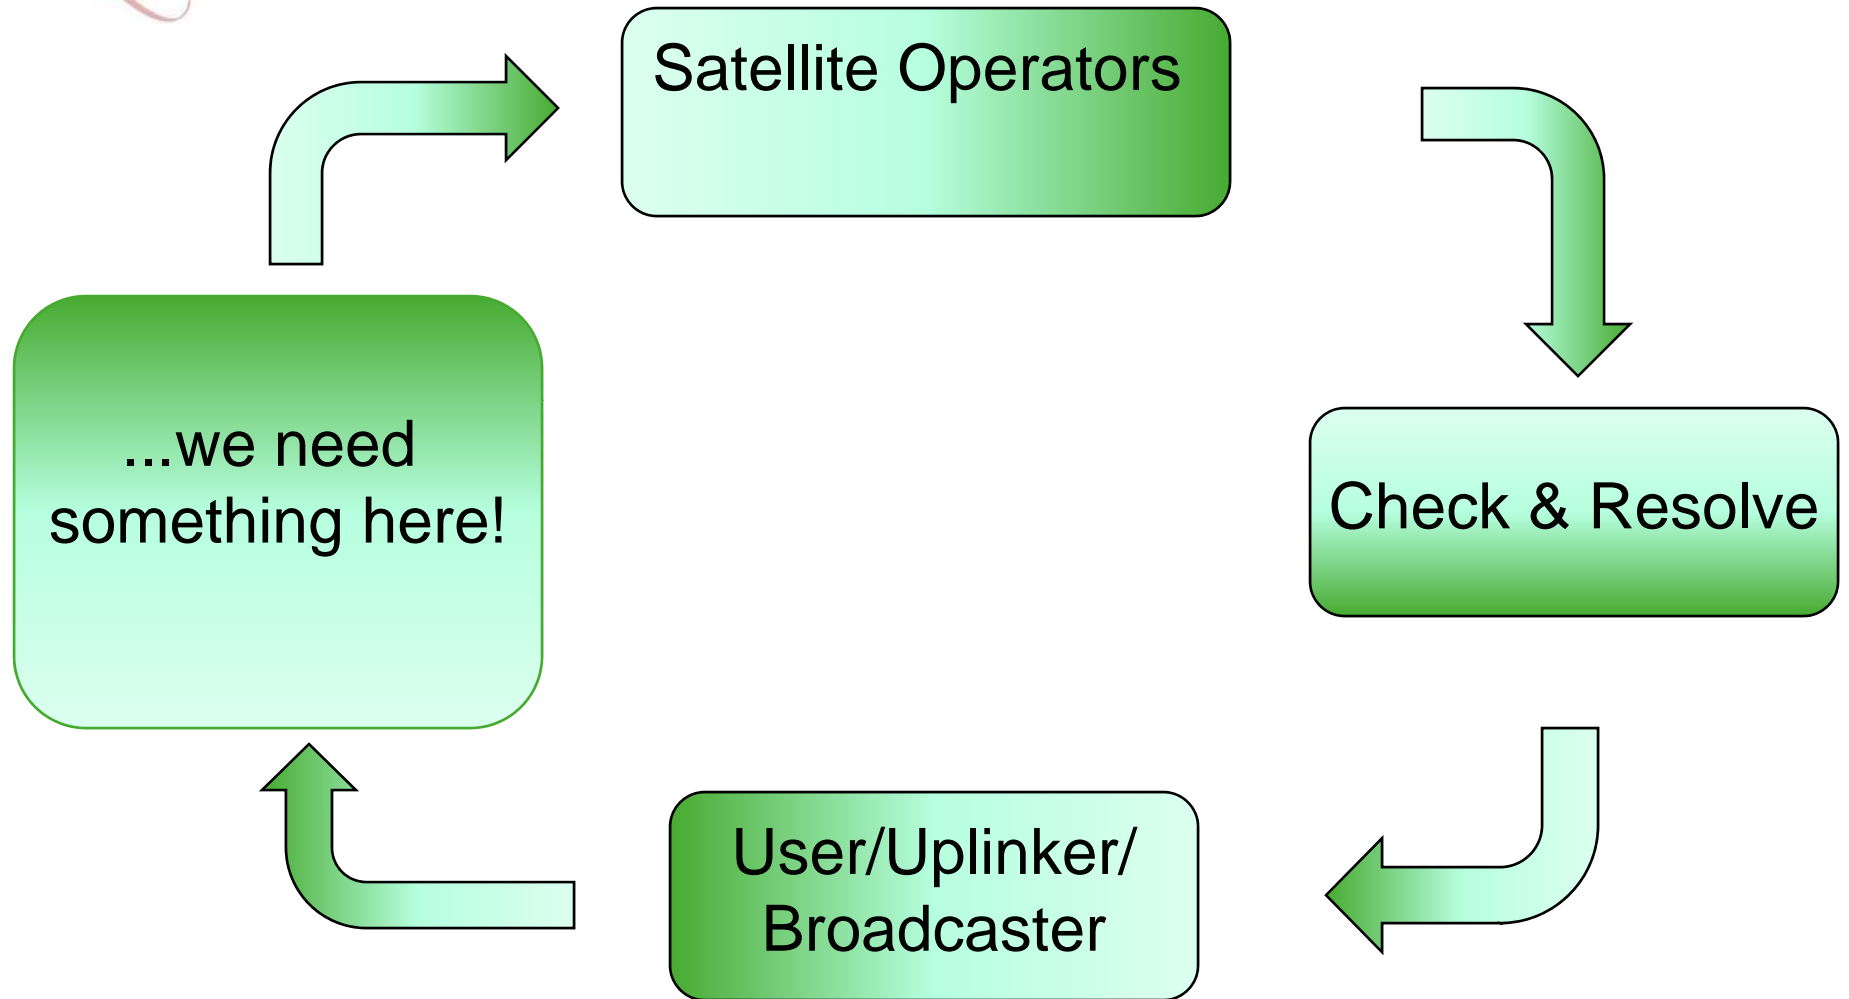 Satellite Operators
...we need
something here!
Check & Resolve
User/Uplinker/
Broadcaster